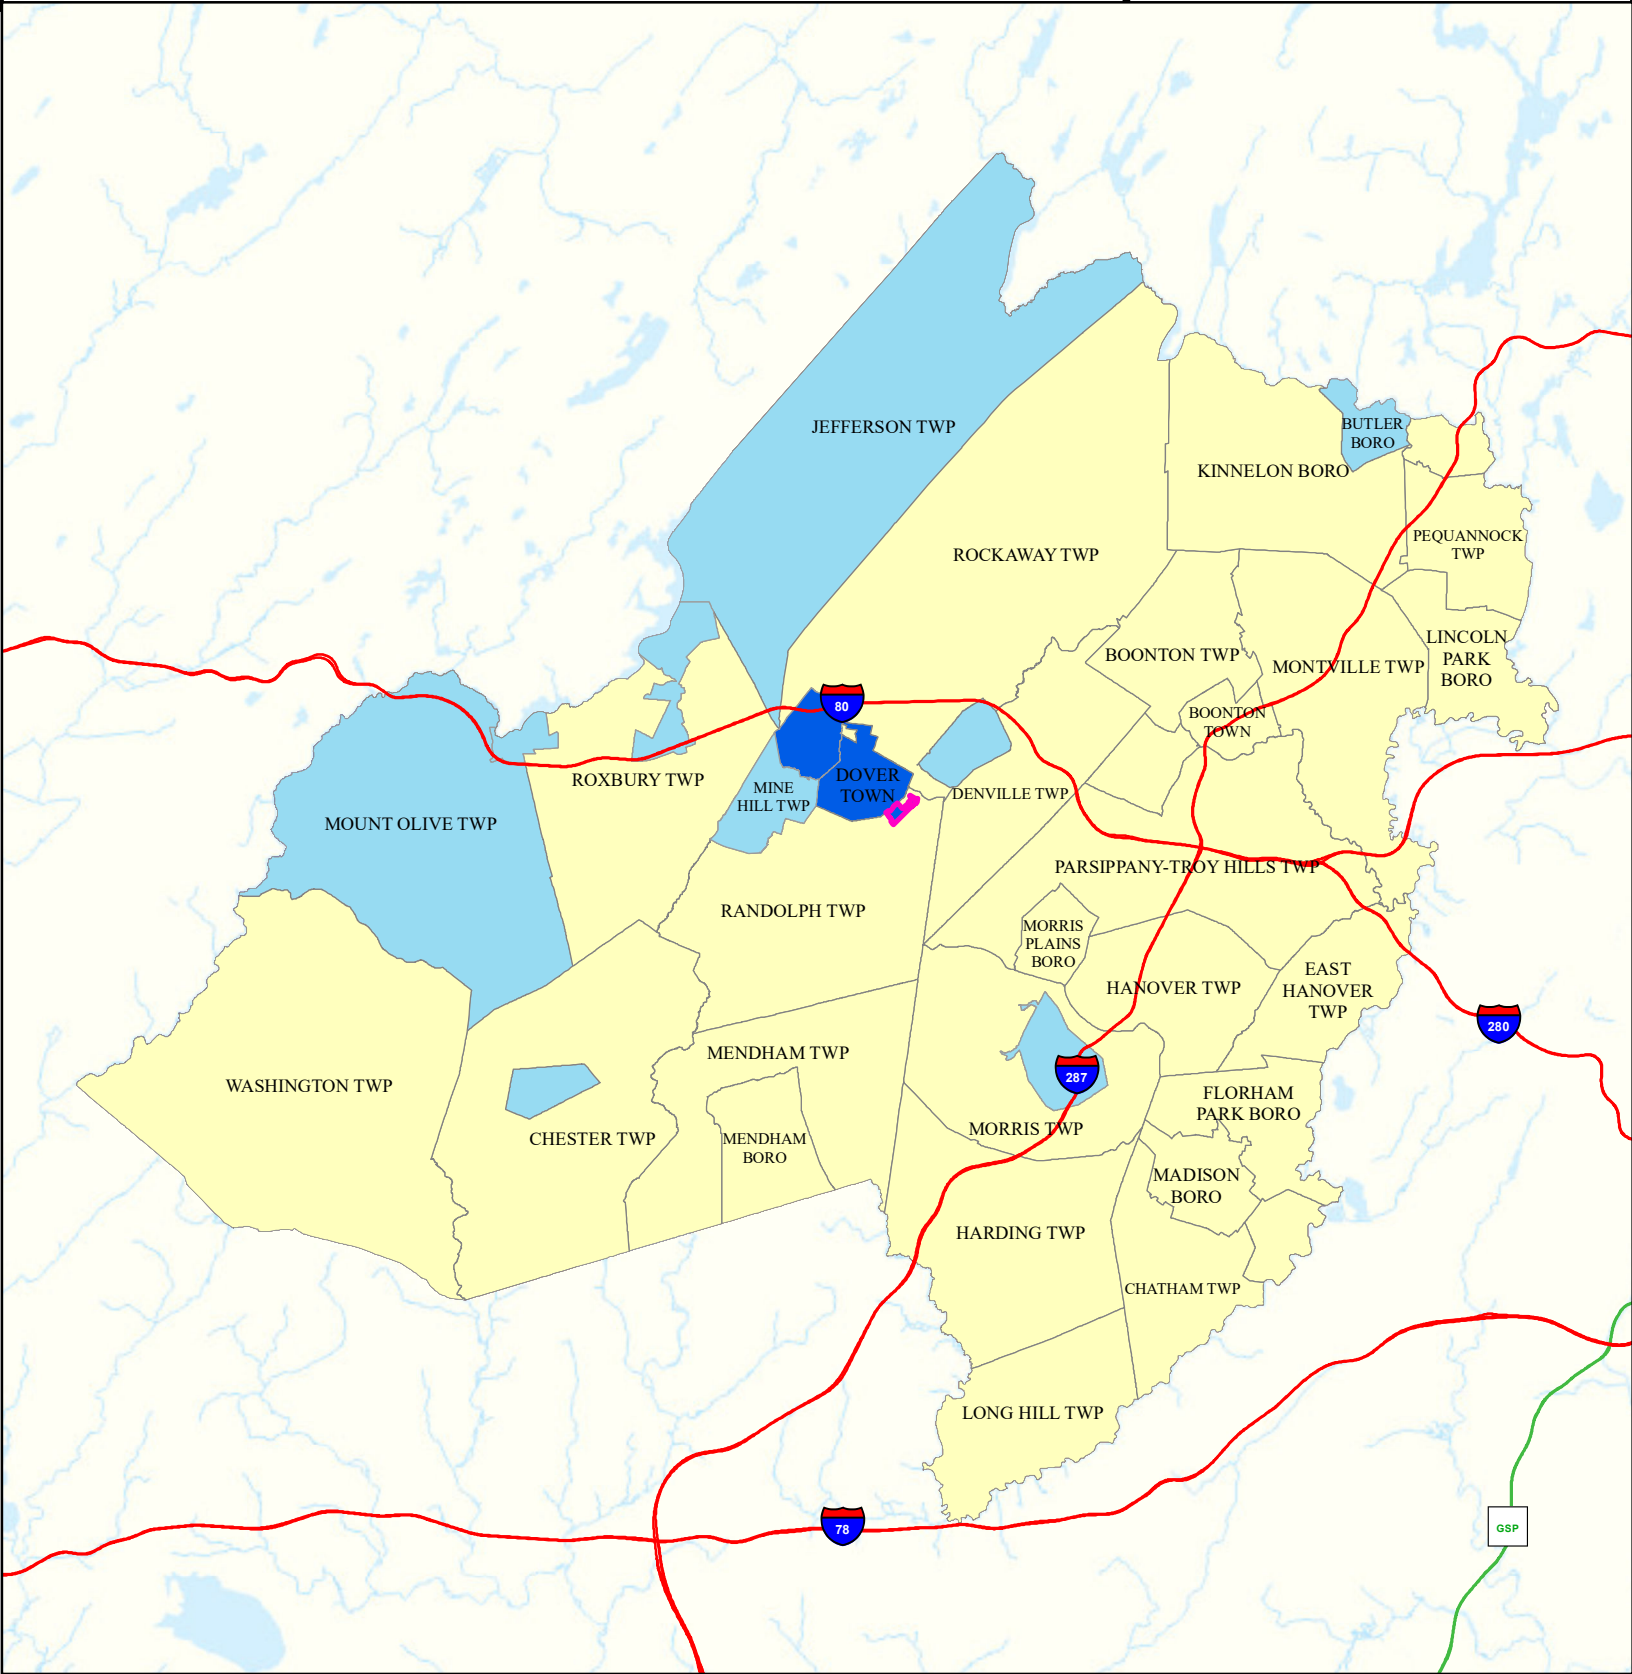 JEFFERSON TWP
BUTLER
BORO
KINNELON BORO
PEQUANNOCK
TWP
ROCKAWAY TWP
LINCOLN
PARK
BORO
BOONTON TWP
MONTVILLE TWP
80
BOONTON
TOWN
ROXBURY TWP
DOVER
TOWN
MINE
HILL TWP
DENVILLE TWP
MOUNT OLIVE TWP
PARSIPPANY-TROY HILLS TWP
RANDOLPH TWP
MORRIS
PLAINS
BORO
EAST
HANOVER
TWP
HANOVER TWP
280
MENDHAM TWP
287
WASHINGTON TWP
FLORHAM
PARK BORO
CHESTER TWP
MENDHAM
BORO
MORRIS TWP
MADISON
BORO
HARDING TWP
CHATHAM TWP
LONG HILL TWP
78
GSP